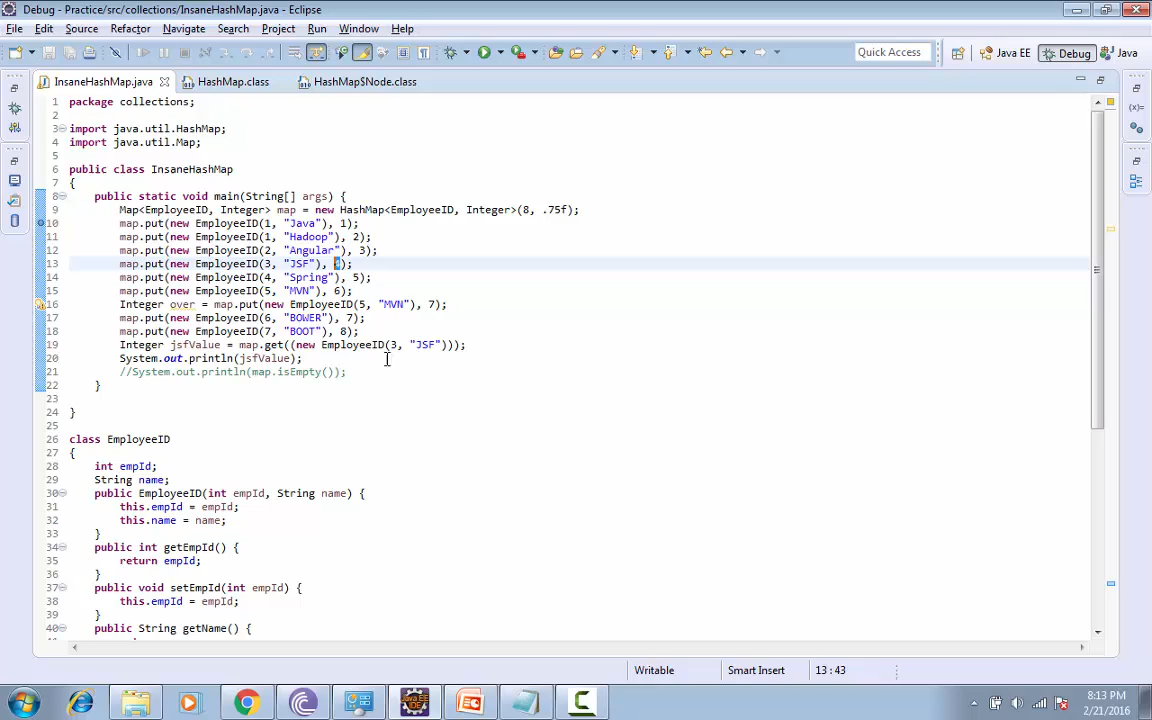 Debug - Practice/src/collections/InsaneHashMap.java - Eclipse
File Edit Source Refactor Navigate Search Project Run Window Help
Quick Access Java EE Debug Java
InsaneHashMap.java HashMap.class HashMap$Node.class
1 package collections;
2
3 import java.util.HashMap;
4 import java.util.Map;
5
6 public class InsaneHashMap
7 {
8 public static void main(String[] args) {
9 Map<EmployeeID, Integer> map = new HashMap<EmployeeID, Integer>(8, .75f);
10 map.put(new EmployeeID(1, "Java"), 1);
11 map.put(new EmployeeID(1, "Hadoop"), 2);
12 map.put(new EmployeeID(2, "Angular"), 3);
13 map.put(new EmployeeID(3, "JSF"), );
14 map.put(new EmployeeID(4, "Spring"), 5);
15 map.put(new EmployeeID(5, "MVN"), 6);
16 Integer over = map.put(new EmployeeID(5, "MVN"), 7);
17 map.put(new EmployeeID(6, "BOWER"), 7);
18 map.put(new EmployeeID(7, "BOOT"), 8);
19 Integer jsfValue = map.get((new EmployeeID(3, "JSF")));
20 System.out.println(jsfValue);
21 //System.out.println(map.isEmpty());
22 }
23
24 }
25
26 class EmployeeID
27 {
28 int empId;
29 String name;
30 public EmployeeID(int empId, String name) {
31 this.empId = empId;
32 this.name = name;
33 }
34 public int getEmpId() {
35 return empId;
36 }
37 public void setEmpId(int empId) {
38 this.empId = empId;
39 }
40 public String getName() {
Writable Smart Insert 13 : 43
Java EE IDE
8:13 PM
2/21/2016